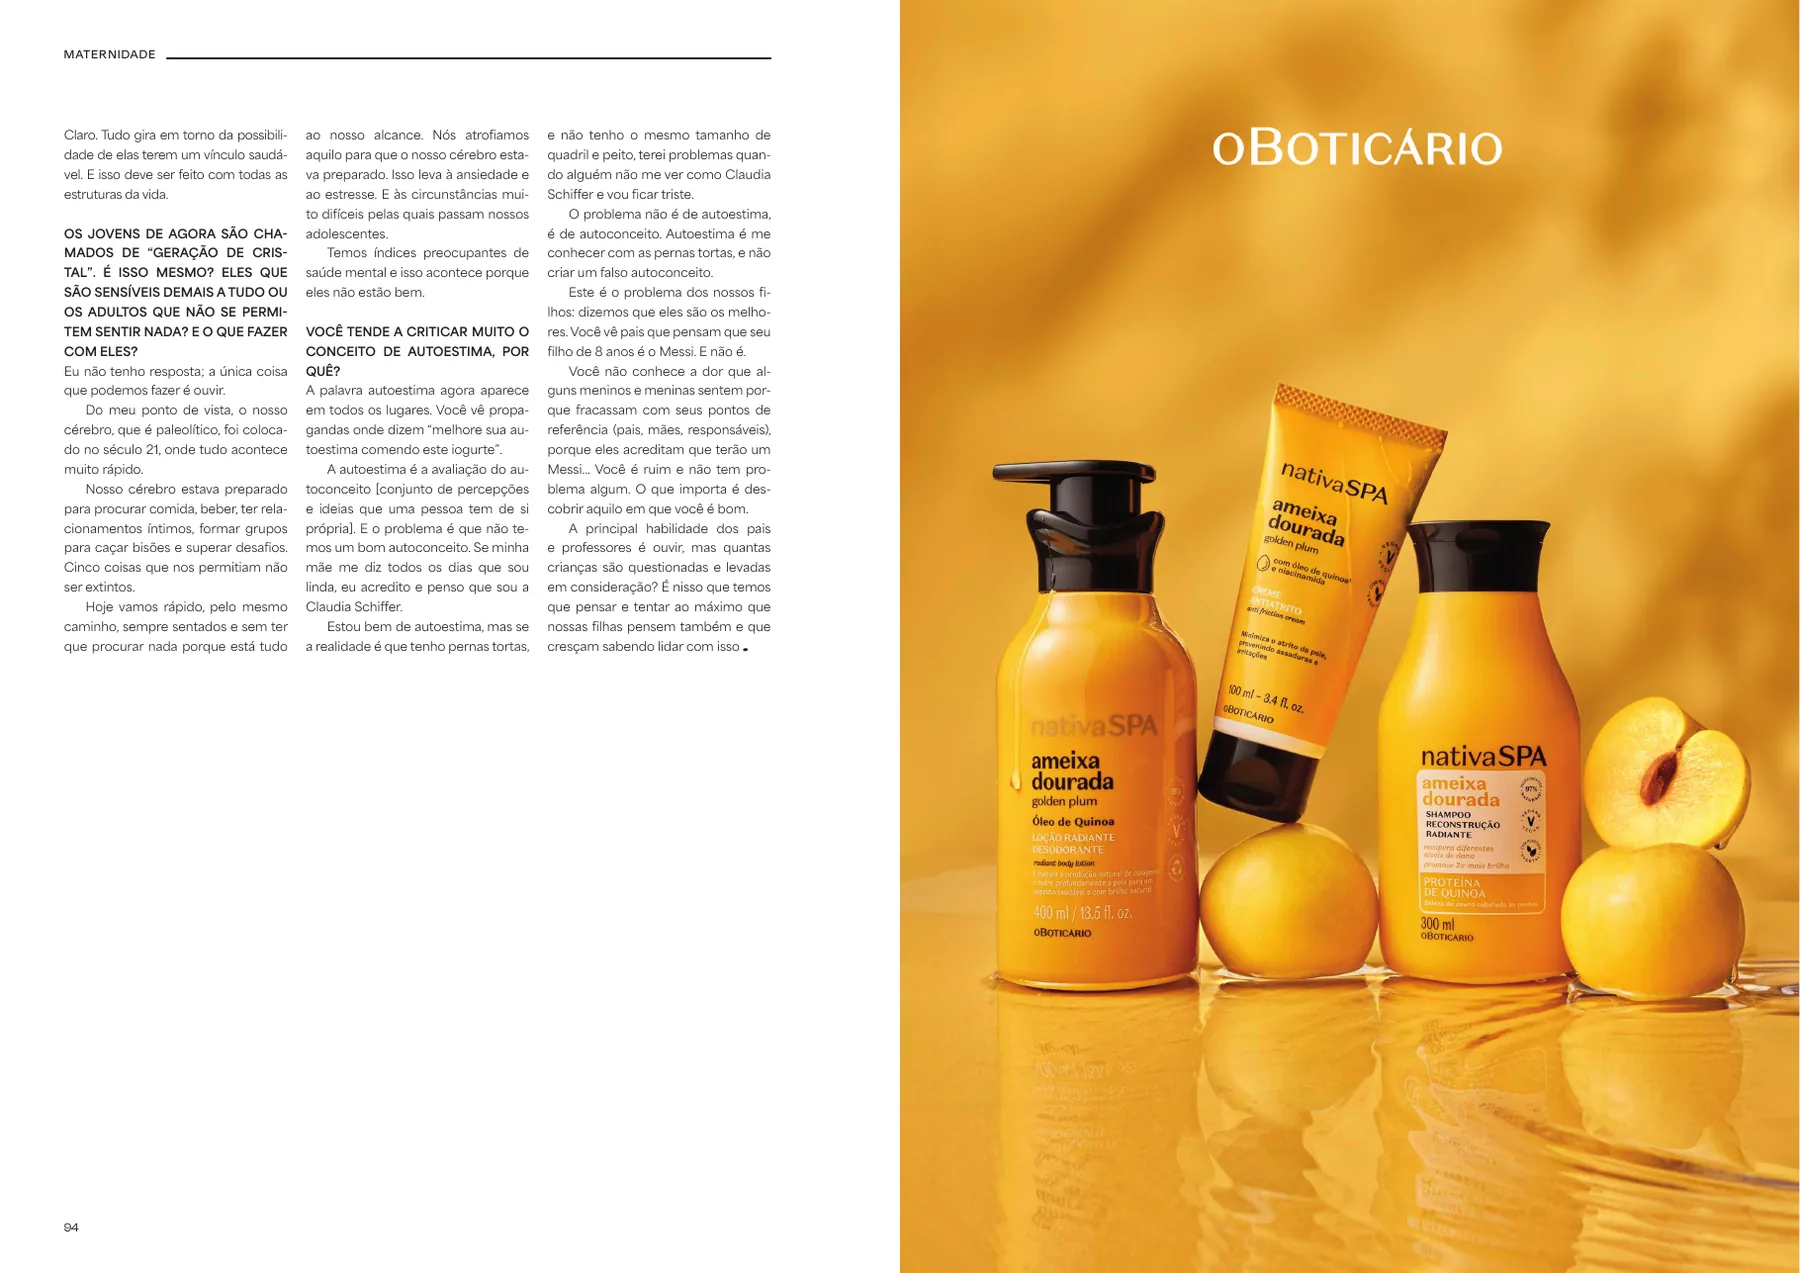 MATERNIDADE
Claro. Tudo gira em torno da possibili-
dade de elas terem um vínculo saudá-
vel. E isso deve ser feito com todas as
estruturas da vida.
OS JOVENS DE AGORA SÃO CHA-
MADOS DE “GERAÇÃO DE CRIS-
TAL”. É ISSO MESMO? ELES QUE
SÃO SENSÍVEIS DEMAIS A TUDO OU
OS ADULTOS QUE NÃO SE PERMI-
TEM SENTIR NADA? E O QUE FAZER
COM ELES?
Eu não tenho resposta; a única coisa
que podemos fazer é ouvir.
Do meu ponto de vista, o nosso
cérebro, que é paleolítico, foi coloca-
do no século 21, onde tudo acontece
muito rápido.
Nosso cérebro estava preparado
para procurar comida, beber, ter rela-
cionamentos íntimos, formar grupos
para caçar bisões e superar desafios.
Cinco coisas que nos permitiam não
ser extintos.
Hoje vamos rápido, pelo mesmo
caminho, sempre sentados e sem ter
que procurar nada porque está tudo
ao nosso alcance. Nós atrofiamos
aquilo para que o nosso cérebro esta-
va preparado. Isso leva à ansiedade e
ao estresse. E às circunstâncias mui-
to difíceis pelas quais passam nossos
adolescentes.
Temos índices preocupantes de
saúde mental e isso acontece porque
eles não estão bem.
VOCÊ TENDE A CRITICAR MUITO O
CONCEITO DE AUTOESTIMA, POR
QUÊ?
A palavra autoestima agora aparece
em todos os lugares. Você vê propa-
gandas onde dizem “melhore sua au-
toestima comendo este iogurte”.
A autoestima é a avaliação do au-
toconceito [conjunto de percepções
e ideias que uma pessoa tem de si
própria]. E o problema é que não te-
mos um bom autoconceito. Se minha
mãe me diz todos os dias que sou
linda, eu acredito e penso que sou a
Claudia Schiffer.
Estou bem de autoestima, mas se
a realidade é que tenho pernas tortas,
e não tenho o mesmo tamanho de
quadril e peito, terei problemas quan-
do alguém não me ver como Claudia
Schiffer e vou ficar triste.
O problema não é de autoestima,
é de autoconceito. Autoestima é me
conhecer com as pernas tortas, e não
criar um falso autoconceito.
Este é o problema dos nossos fi-
lhos: dizemos que eles são os melho-
res. Você vê pais que pensam que seu
filho de 8 anos é o Messi. E não é.
Você não conhece a dor que al-
guns meninos e meninas sentem por-
que fracassam com seus pontos de
referência (pais, mães, responsáveis),
porque eles acreditam que terão um
Messi... Você é ruim e não tem pro-
blema algum. O que importa é des-
cobrir aquilo em que você é bom.
A principal habilidade dos pais
e professores é ouvir, mas quantas
crianças são questionadas e levadas
em consideração? É nisso que temos
que pensar e tentar ao máximo que
nossas filhas pensem também e que
cresçam sabendo lidar com isso
94
OBOTICÁRIO
nativaSPA
ameixa
dourada
golden plum
Óleo de Quinoa
LOÇÃO RADIANTE
DESODORANTE
radiant body lotion
400 ml / 13.5 fl. oz.
OBOTICÁRIO
nativaSPA
ameixa
dourada
golden plum
com óleo de quinoa
e niacinamida
CREME
ANTIATRITO
anti friction cream
Minimiza o atrito da pele,
prevenindo assaduras e
irritações
100 ml – 3.4 fl. oz.
OBOTICÁRIO
nativaSPA
ameixa
dourada
SHAMPOO
RECONSTRUÇÃO
RADIANTE
recupera diferentes
níveis de dano
promove 2x mais brilho
97%
PROTEÍNA
DE QUINOA
300 ml
OBOTICÁRIO